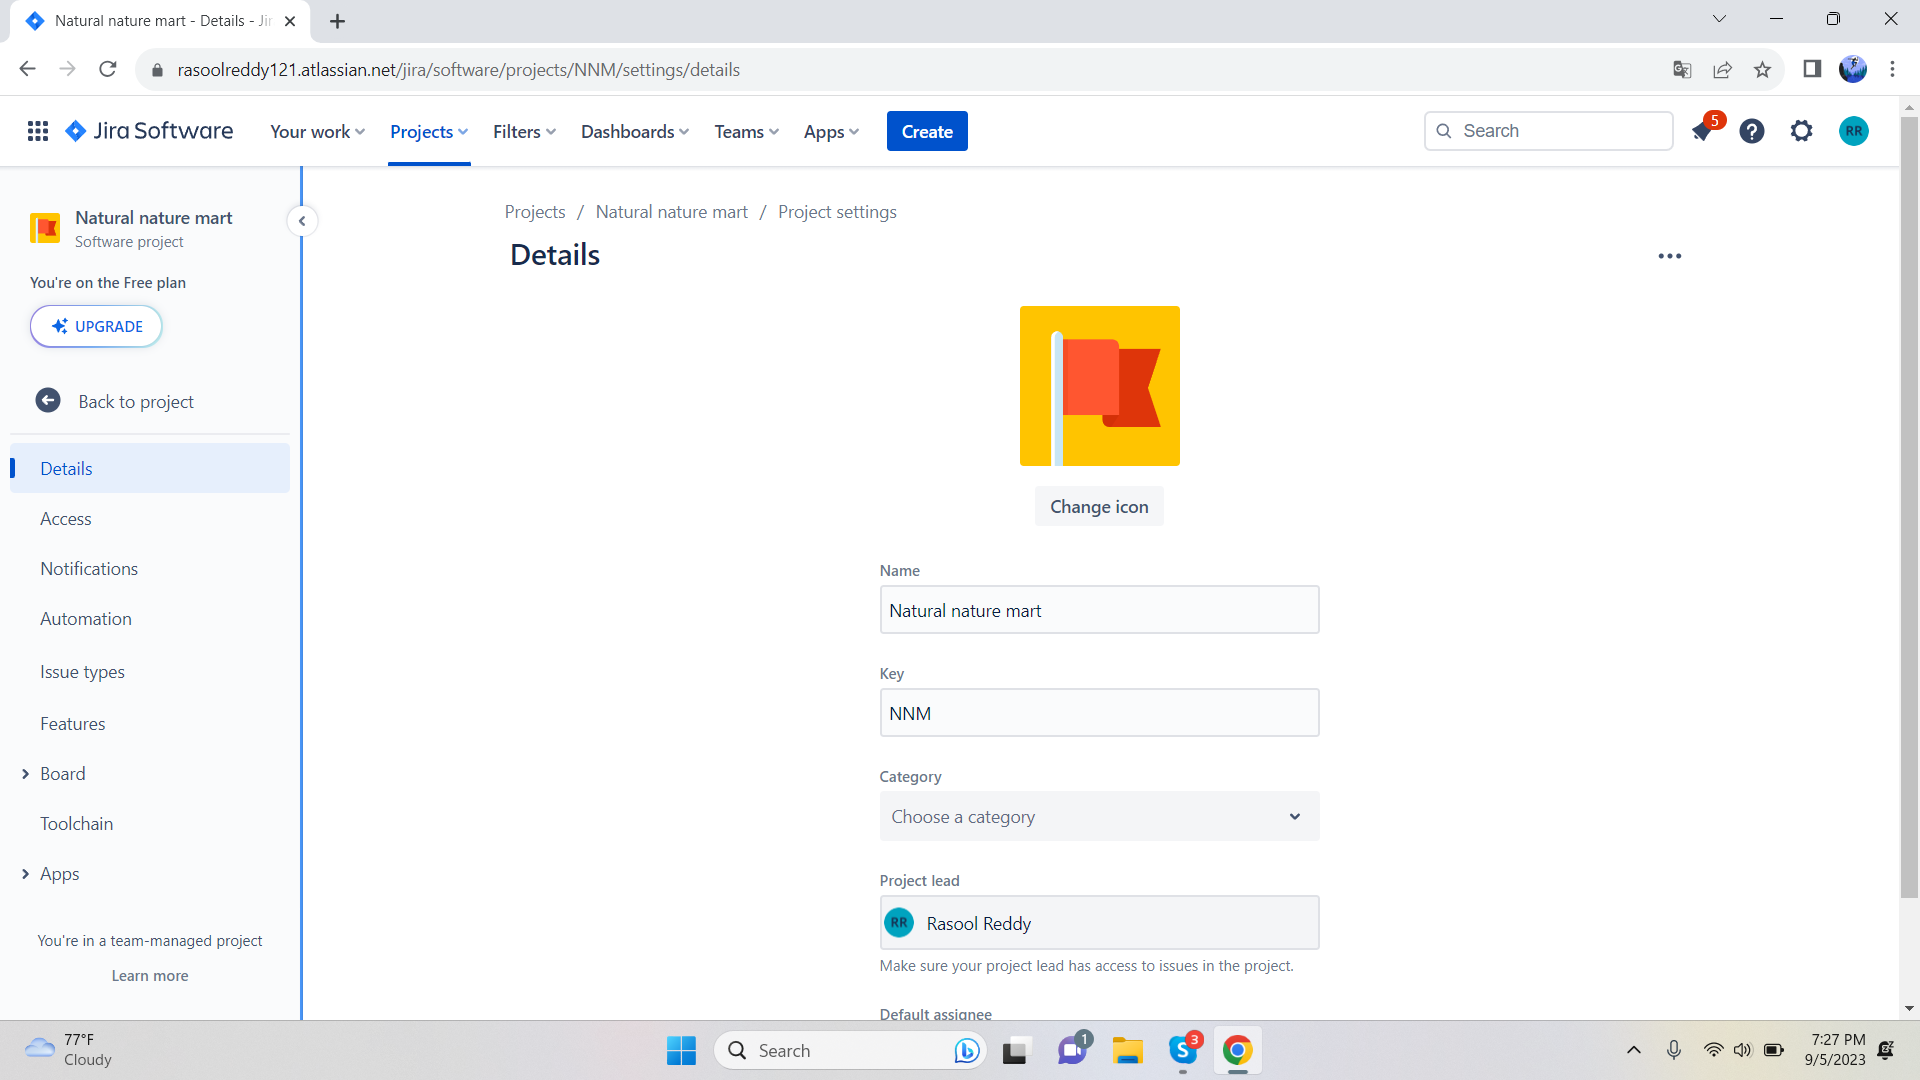 Natural nature mart - Details - Ji
rasoolreddy121.atlassian.net/jira/software/projects/NNM/settings/details
Jira Software
Your work
Projects
Filters
Dashboards
Teams
Apps
Create
Search
5
RR
Natural nature mart
Software project
You're on the Free plan
UPGRADE
Back to project
Details
Access
Notifications
Automation
Issue types
Features
Board
Toolchain
Apps
You're in a team-managed project
Learn more
Projects / Natural nature mart / Project settings
Details
Change icon
Name
Natural nature mart
Key
NNM
Category
Choose a category
Project lead
RR Rasool Reddy
Make sure your project lead has access to issues in the project.
Default assignee
77°F
Cloudy
Search
1
3
7:27 PM
9/5/2023